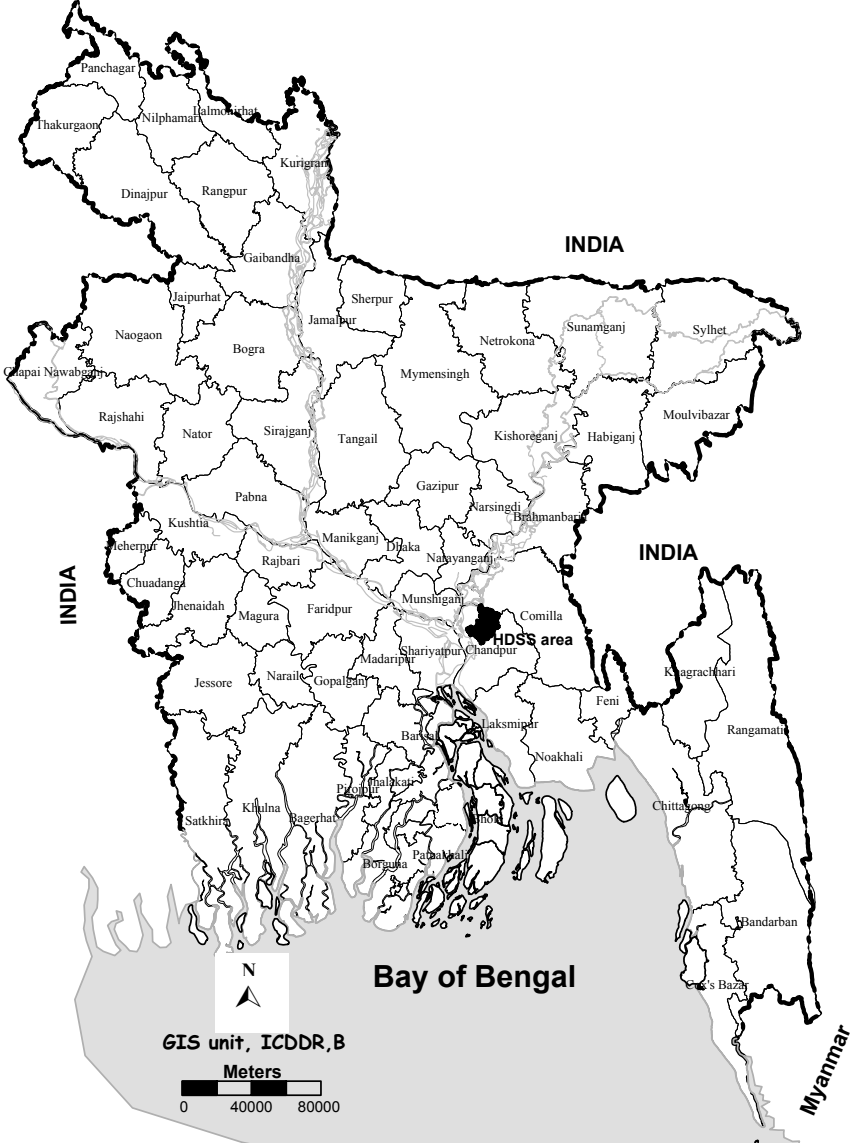 Panchagar
Lalmonirhat
Nilphamari
Thakurgaon
Kurigram
Dinajpur
Rangpur
INDIA
Gaibandha
Jaipurhat
Sherpur
Jamalpur
Naogaon
Sunamganj
Sylhet
Netrokona
Bogra
Chapai Nawabganj
Mymensingh
Rajshahi
Moulvibazar
Nator
Sirajganj
Tangail
Kishoreganj
Habiganj
Gazipur
Pabna
Narsingdi
Brahmanbaria
Kushtia
Manikganj
Dhaka
Meherpur
Narayanganj
INDIA
Rajbari
Chuadanga
INDIA
Jhenaidah
Magura
Faridpur
Munshiganj
Comilla
HDSS area
Shariyatpur
Chandpur
Madaripur
Jessore
Narail
Gopalganj
Khagrachhari
Feni
Laksmipur
Rangamati
Barisal
Noakhali
Jhalakati
Pirojpur
Khulna
Chittagong
Satkhira
Bagerhat
Bhola
Patuakhali
Borguna
Bandarban
N
Bay of Bengal
Cox's Bazar
GIS unit, ICDDR,B
Meters
0 40000 80000
Myanmar